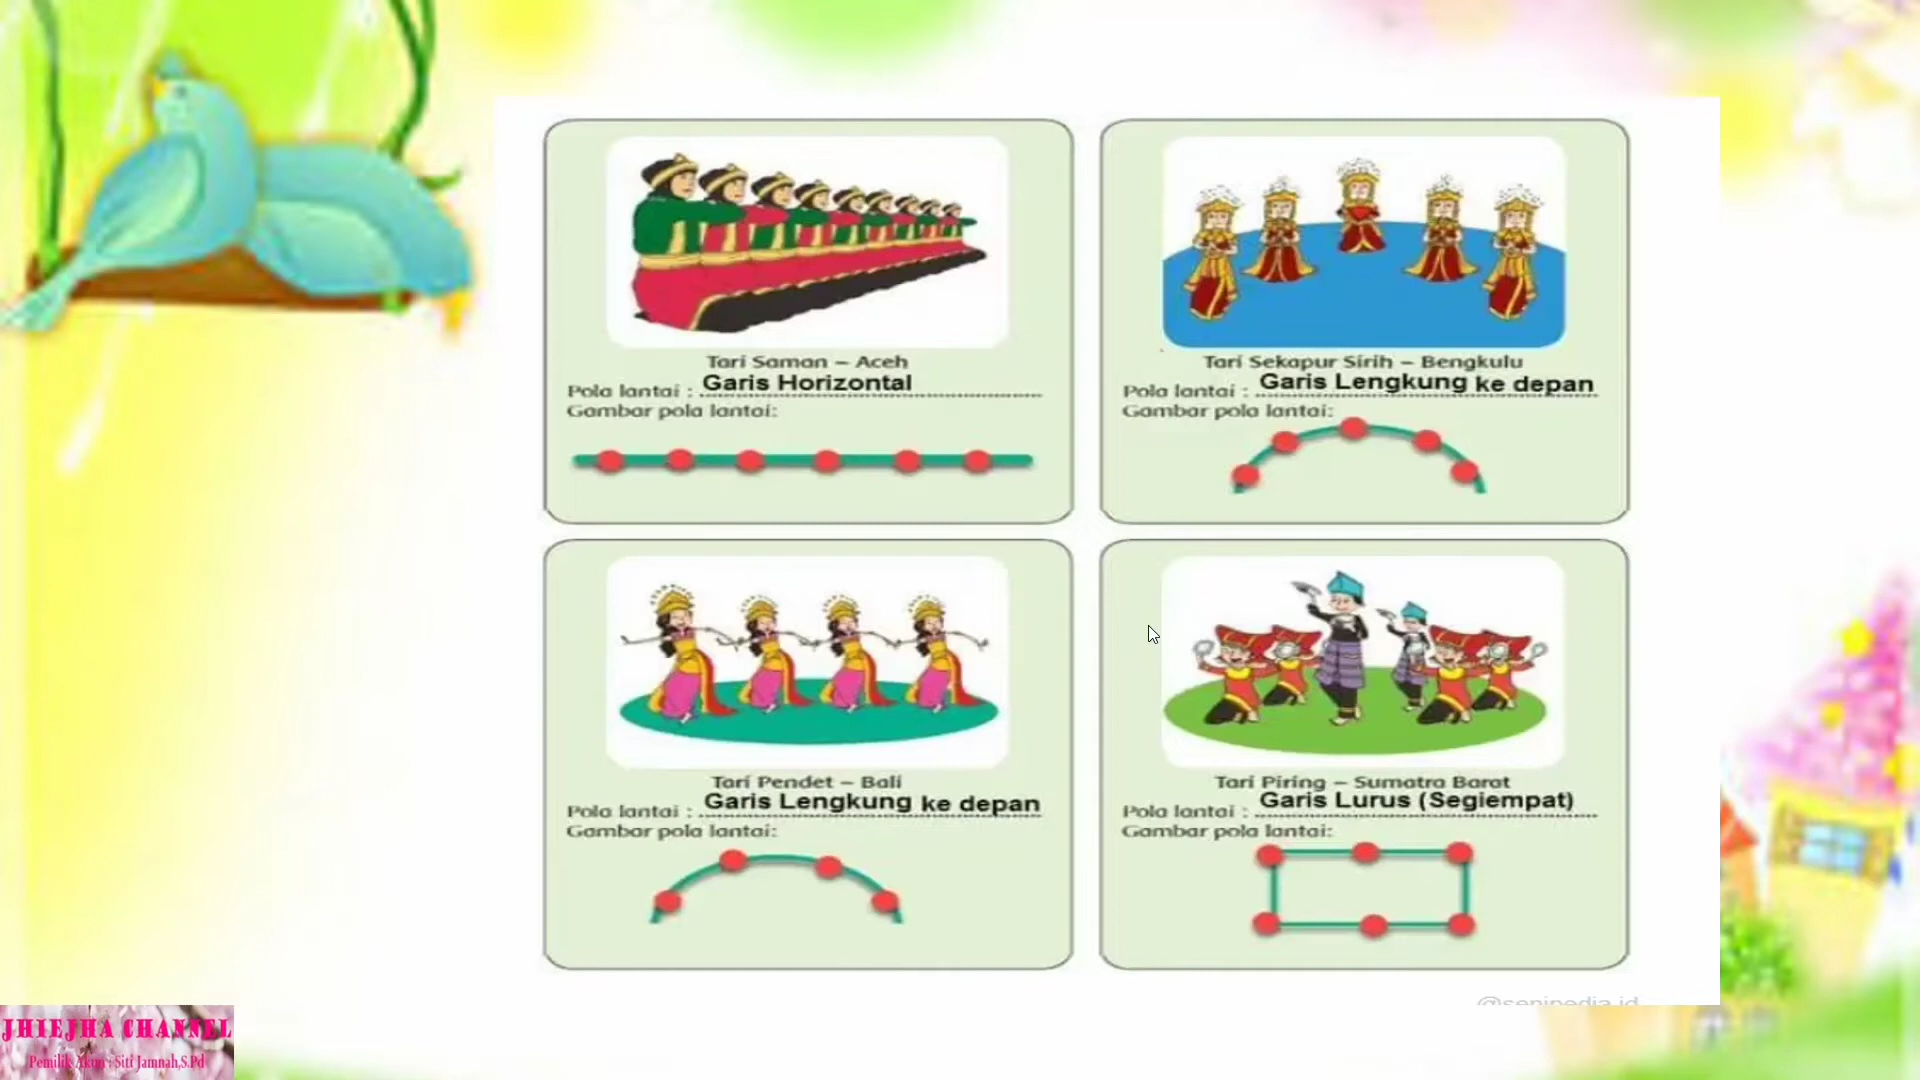 Tari Saman – Aceh
Pola lantai : Garis Horizontal
Gambar pola lantai:
Tari Sekapur Sirih – Bengkulu
Pola lantai : Garis Lengkung ke depan
Gambar pola lantai:
Tari Pendet – Bali
Pola lantai : Garis Lengkung ke depan
Gambar pola lantai:
Tari Piring – Sumatra Barat
Pola lantai : Garis Lurus (Segiempat)
Gambar pola lantai:
@senipedia.id
JHIEJHA CHANNEL
Pemilik Akun : Siti Jamnah,S.Pd